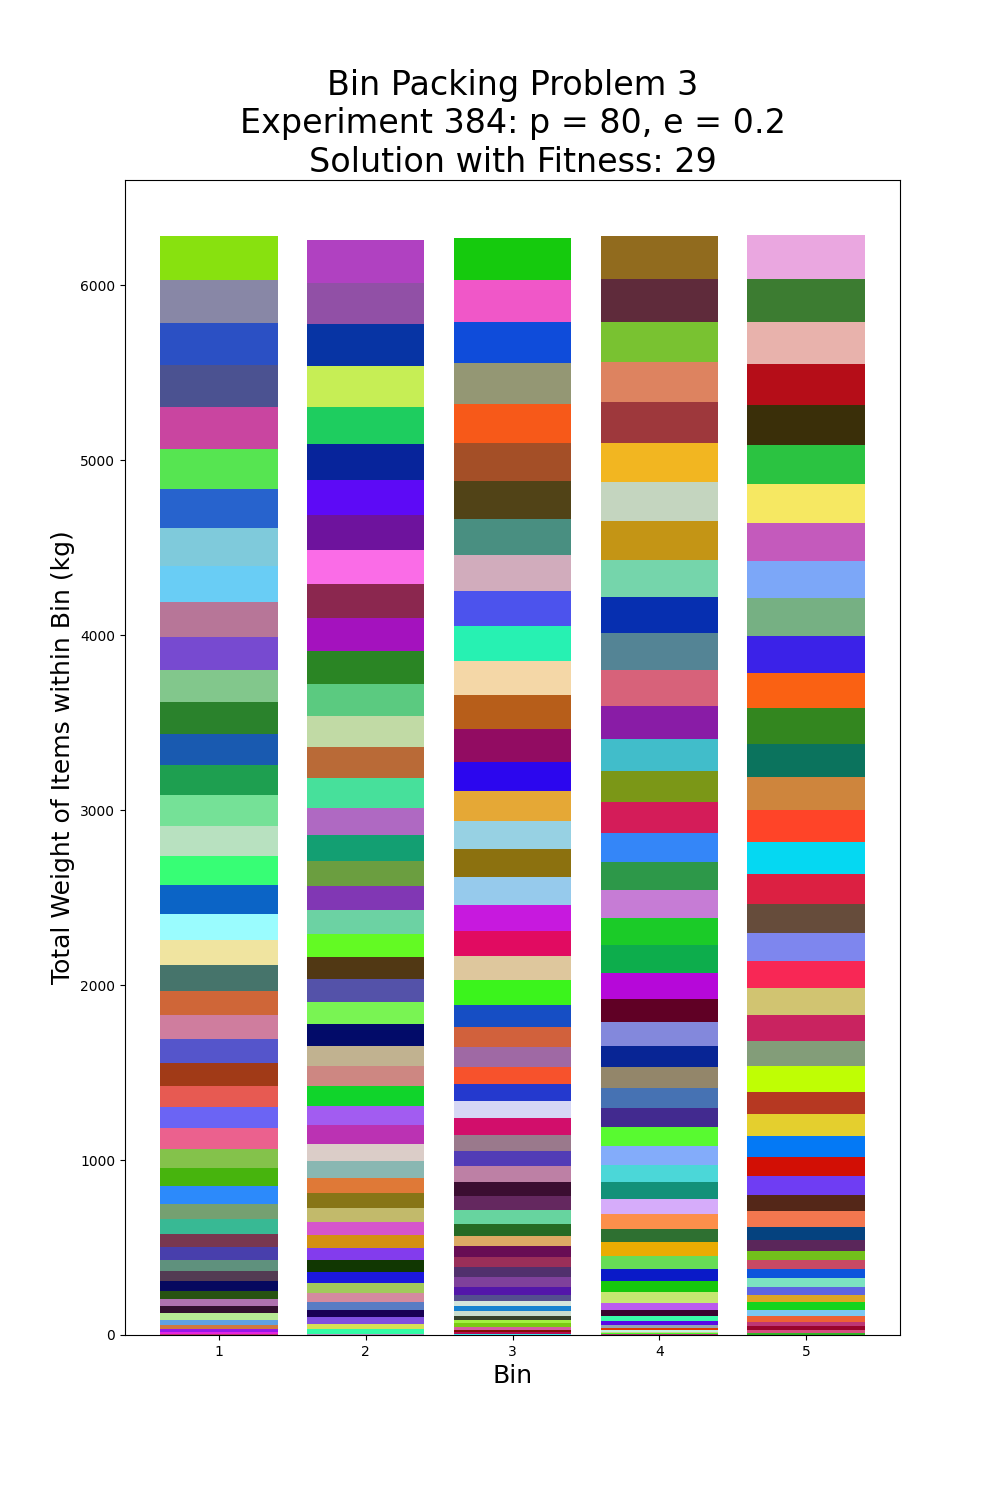 Bin Packing Problem 3
Experiment 384: p = 80, e = 0.2
Solution with Fitness: 29
Total Weight of Items within Bin (kg)
6000
5000
4000
3000
2000
1000
0
1 2 3 4 5
Bin